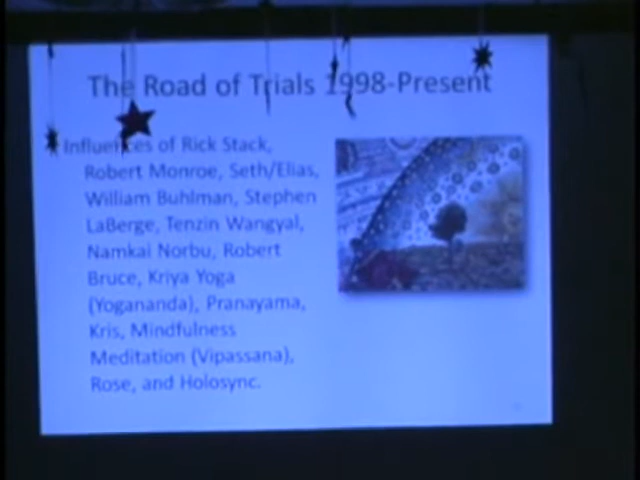 The Road of Trials 1998-Present
Influences of Rick Stack,
Robert Monroe, Seth/Elias,
William Buhlman, Stephen
LaBerge, Tenzin Wangyal,
Namkai Norbu, Robert
Bruce, Kriya Yoga
(Yogananda), Pranayama,
Kris, Mindfulness
Meditation (Vipassana),
Rose, and Holosync.